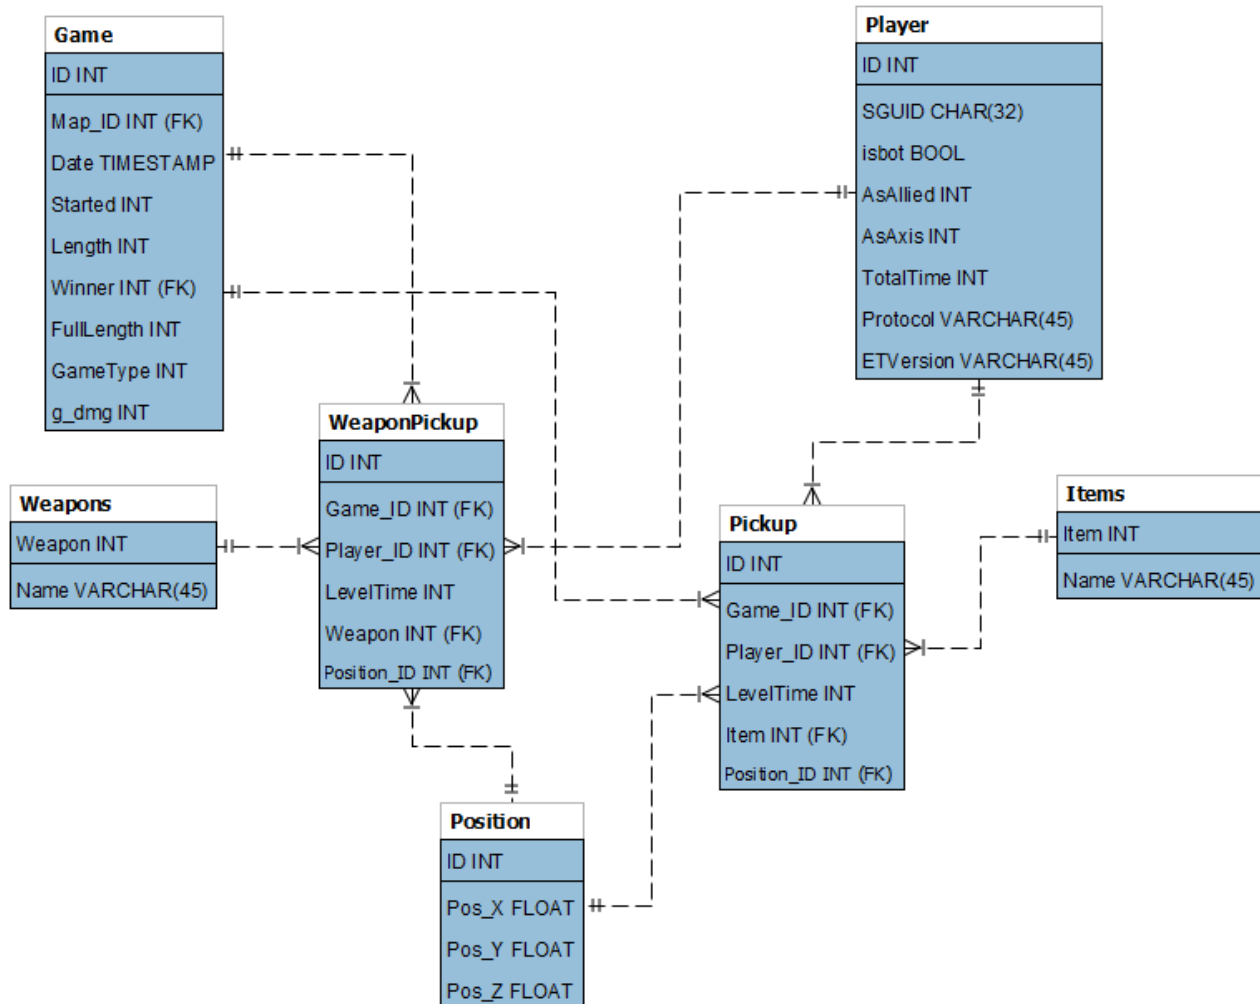 Game
ID INT
Map_ID INT (FK)
Date TIMESTAMP
Started INT
Length INT
Winner INT (FK)
FullLength INT
GameType INT
g_dmg INT
Player
ID INT
SGUID CHAR(32)
isbot BOOL
AsAllied INT
AsAxis INT
TotalTime INT
Protocol VARCHAR(45)
ETVersion VARCHAR(45)
WeaponPickup
ID INT
Game_ID INT (FK)
Player_ID INT (FK)
LevelTime INT
Weapon INT (FK)
Position_ID INT (FK)
Weapons
Weapon INT
Name VARCHAR(45)
Pickup
ID INT
Game_ID INT (FK)
Player_ID INT (FK)
LevelTime INT
Item INT (FK)
Position_ID INT (FK)
Items
Item INT
Name VARCHAR(45)
Position
ID INT
Pos_X FLOAT
Pos_Y FLOAT
Pos_Z FLOAT